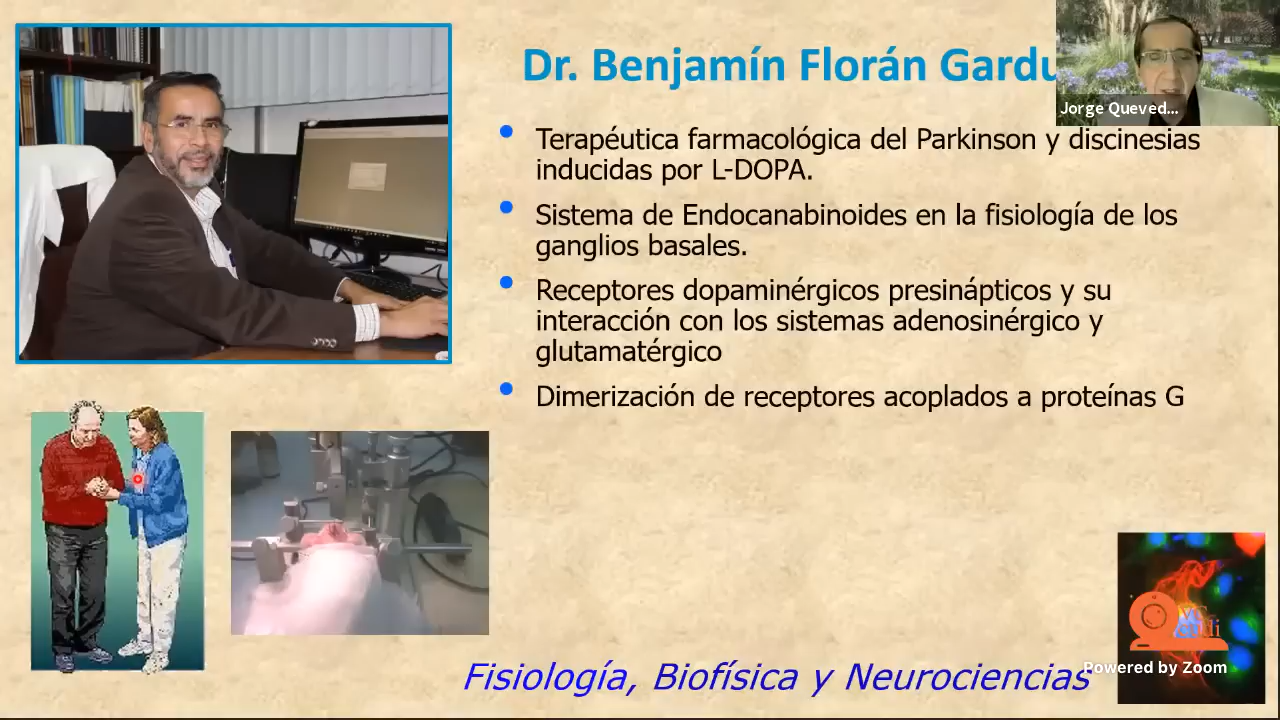 Dr. Benjamín Florán Gardu
Jorge Queved...
Terapéutica farmacológica del Parkinson y discinesias
inducidas por L-DOPA.
Sistema de Endocanabinoides en la fisiología de los
ganglios basales.
Receptores dopaminérgicos presinápticos y su
interacción con los sistemas adenosinérgico y
glutamatérgico
Dimerización de receptores acoplados a proteínas G
Fisiología, Biofísica y Neurociencias
Powered by Zoom